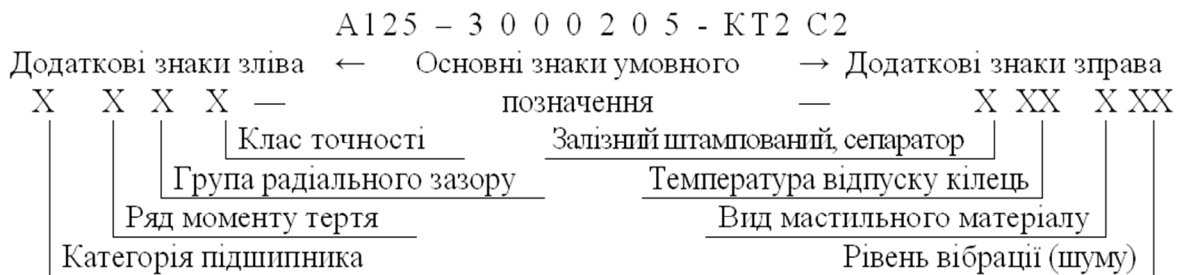 А125 – 3 0 0 0 2 0 5 - КТ2 С2
Додаткові знаки зліва ← Основні знаки умовного → Додаткові знаки зправа
Х Х Х Х — позначення — Х ХХ Х ХХ
Клас точності Залізний штампований, сепаратор
Група радіального зазору Температура відпуску кілець
Ряд моменту тертя Вид мастильного матеріалу
Категорія підшипника Рівень вібрації (шуму)